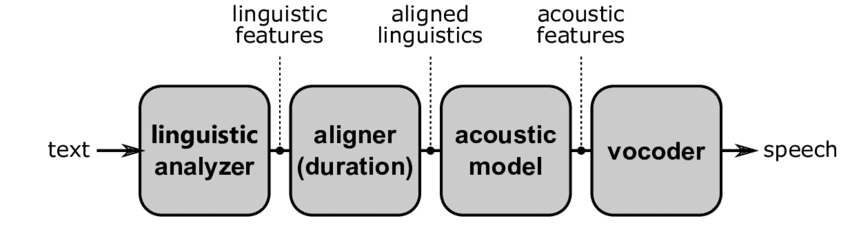 linguistic
features
aligned
linguistics
acoustic
features
text
linguistic
analyzer
aligner
(duration)
acoustic
model
vocoder
speech